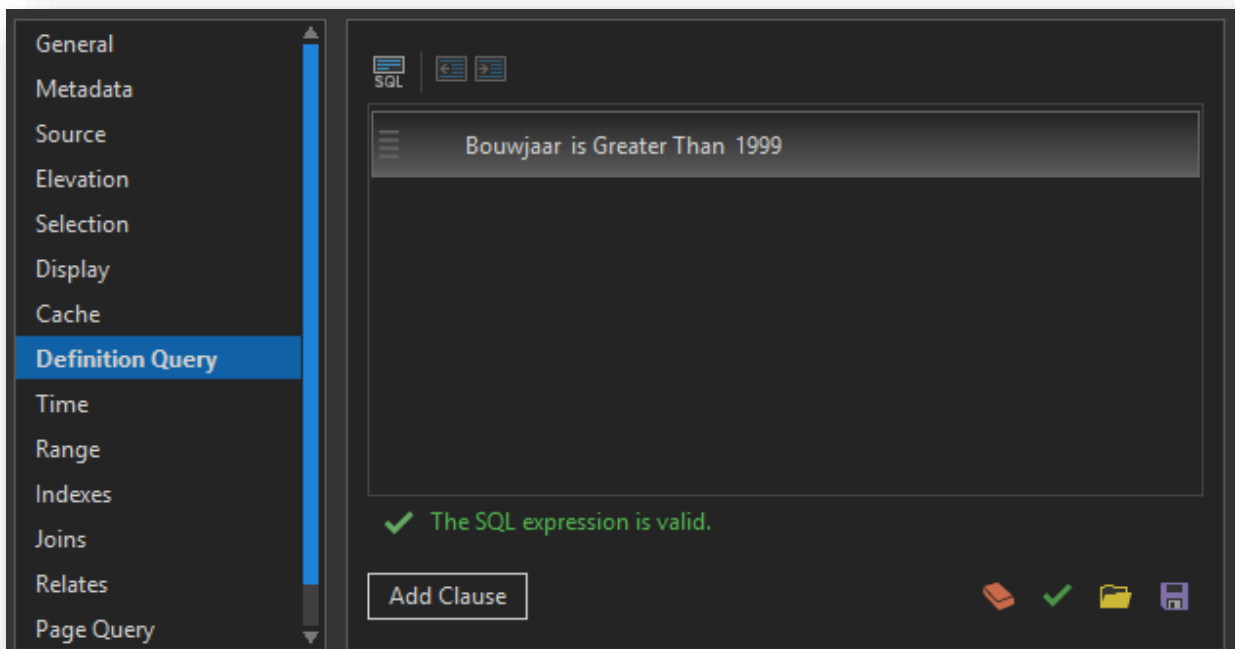 General
Metadata
Source
Elevation
Selection
Display
Cache
Definition Query
Time
Range
Indexes
Joins
Relates
Page Query
SQL
Bouwjaar is Greater Than 1999
The SQL expression is valid.
Add Clause